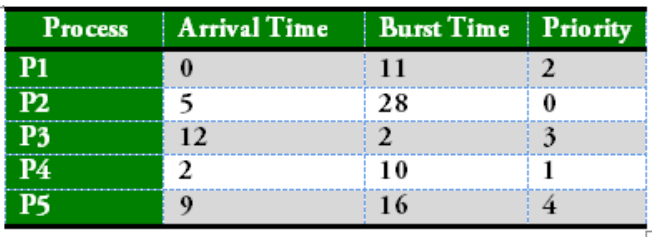 Process Arrival Time Burst Time Priority
P1 0 11 2
P2 5 28 0
P3 12 2 3
P4 2 10 1
P5 9 16 4